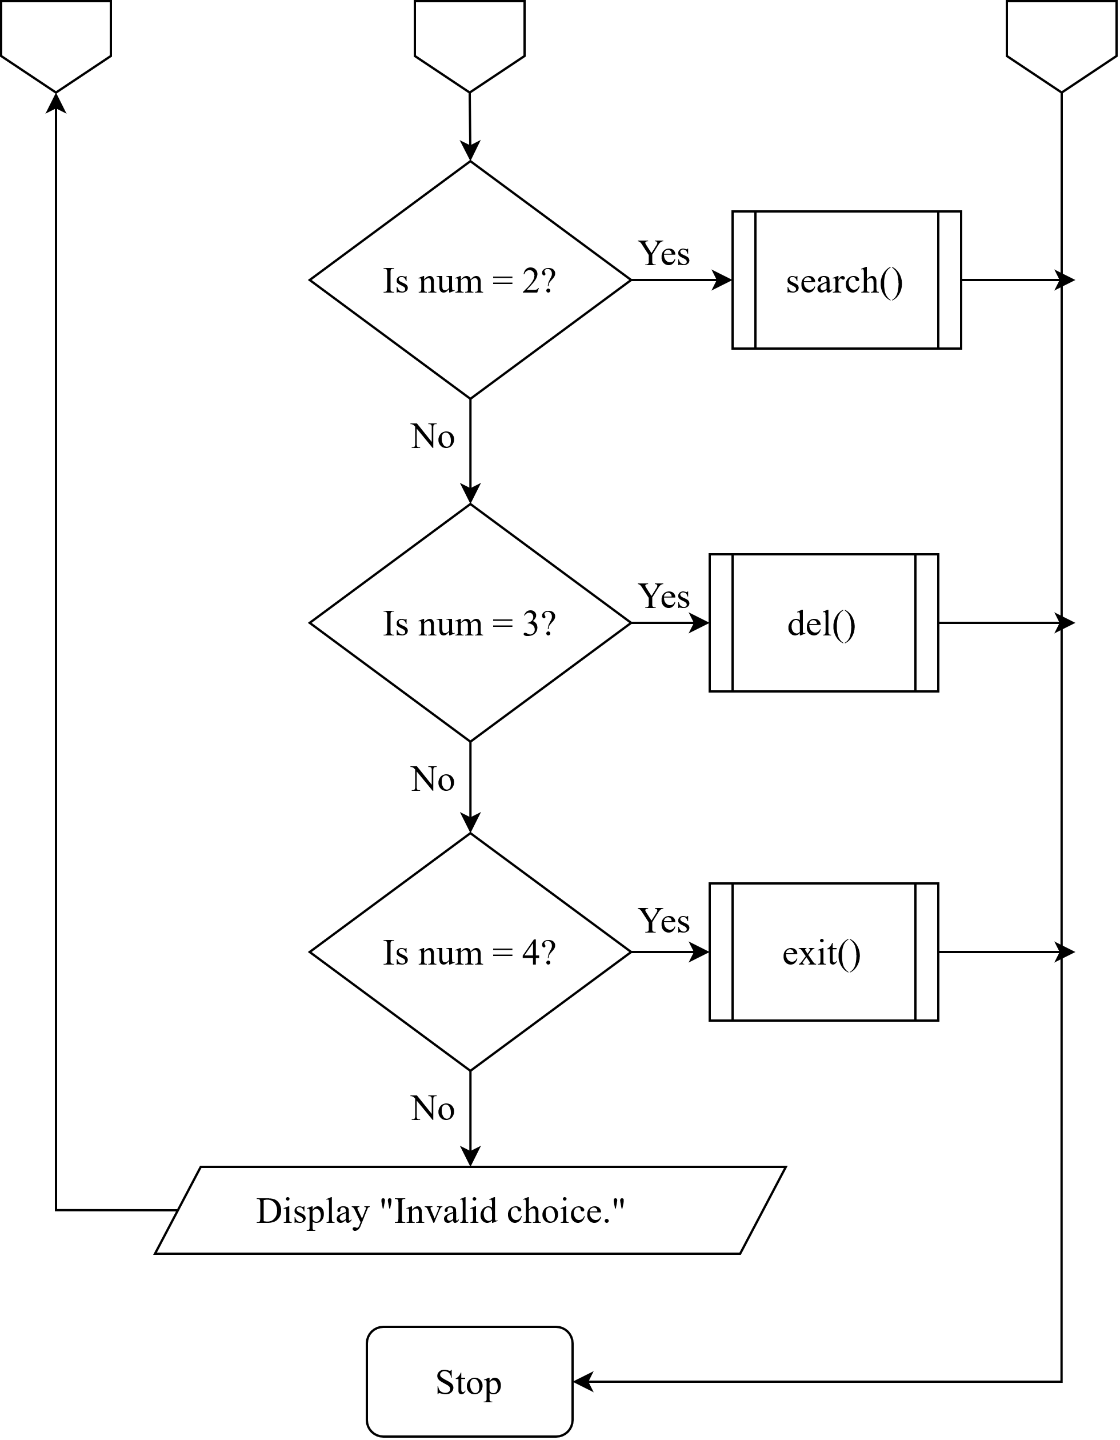 Is num = 2?
Yes
search()
No
Is num = 3?
Yes
del()
No
Is num = 4?
Yes
exit()
No
Display "Invalid choice."
Stop